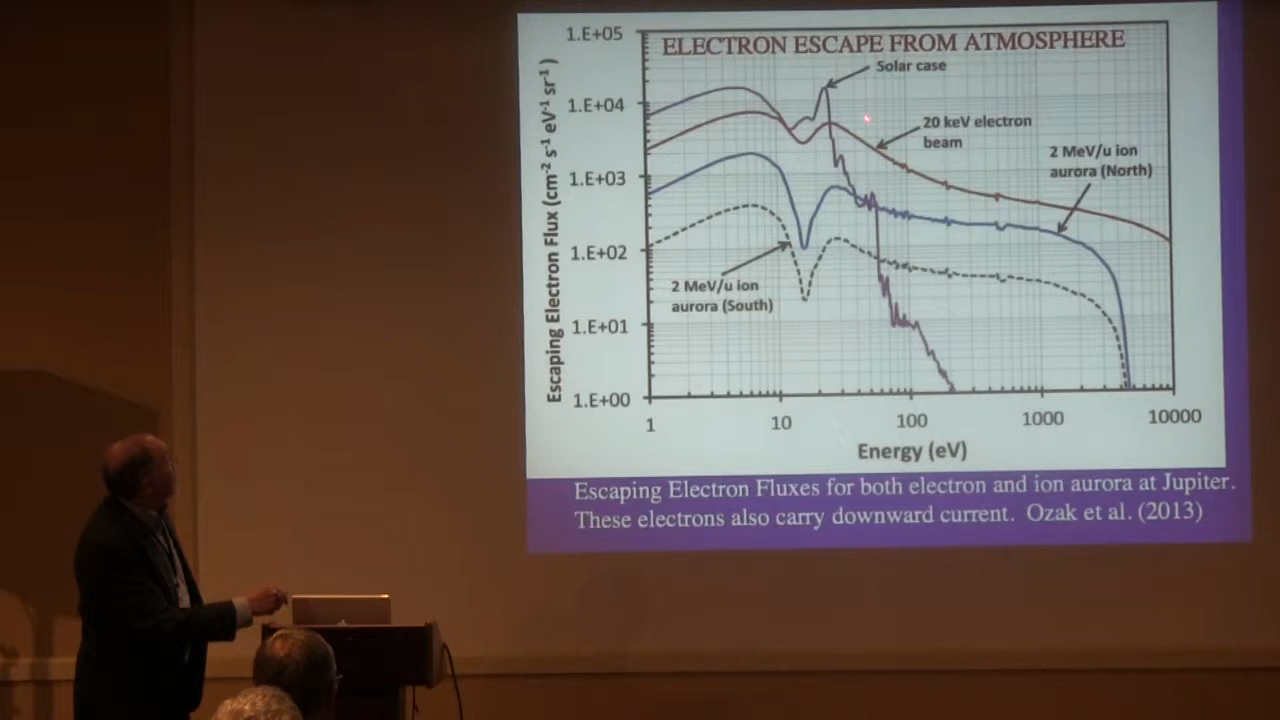 ELECTRON ESCAPE FROM ATMOSPHERE
1.E+05
1.E+04
1.E+03
1.E+02
1.E+01
1.E+00
Escaping Electron Flux (cm⁻² s⁻¹ eV⁻¹ sr⁻¹)
Solar case
20 keV electron
beam
2 MeV/u ion
aurora (North)
2 MeV/u ion
aurora (South)
1 10 100 1000 10000
Energy (eV)
Escaping Electron Fluxes for both electron and ion aurora at Jupiter.
These electrons also carry downward current. Ozak et al. (2013)